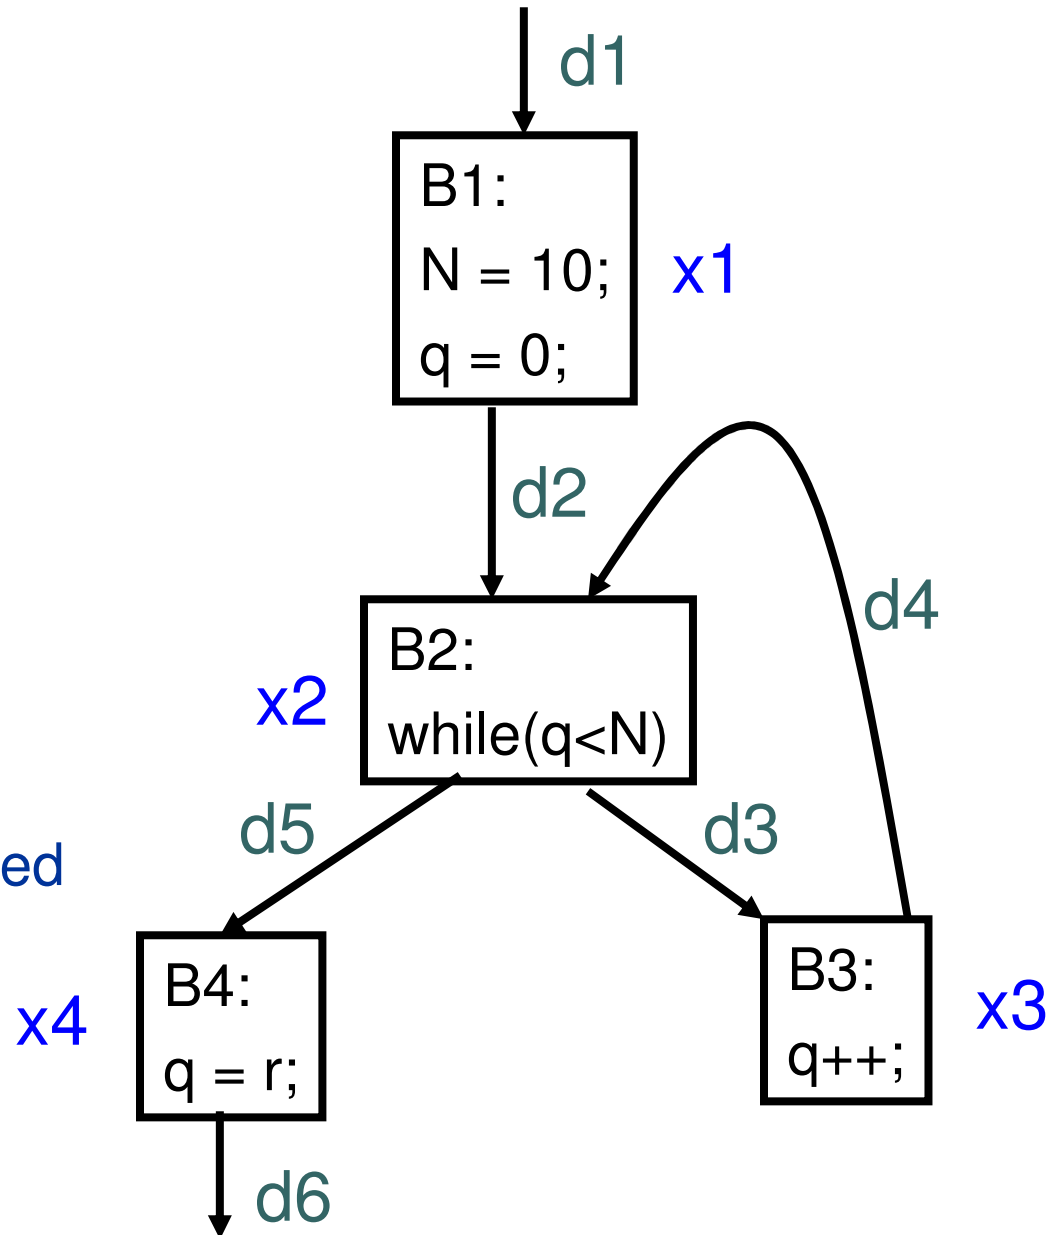 d1
B1:
N = 10;
q = 0;
x1
d2
d4
B2:
while(q<N)
x2
d5
d3
ed
B4:
q = r;
x4
B3:
q++;
x3
d6